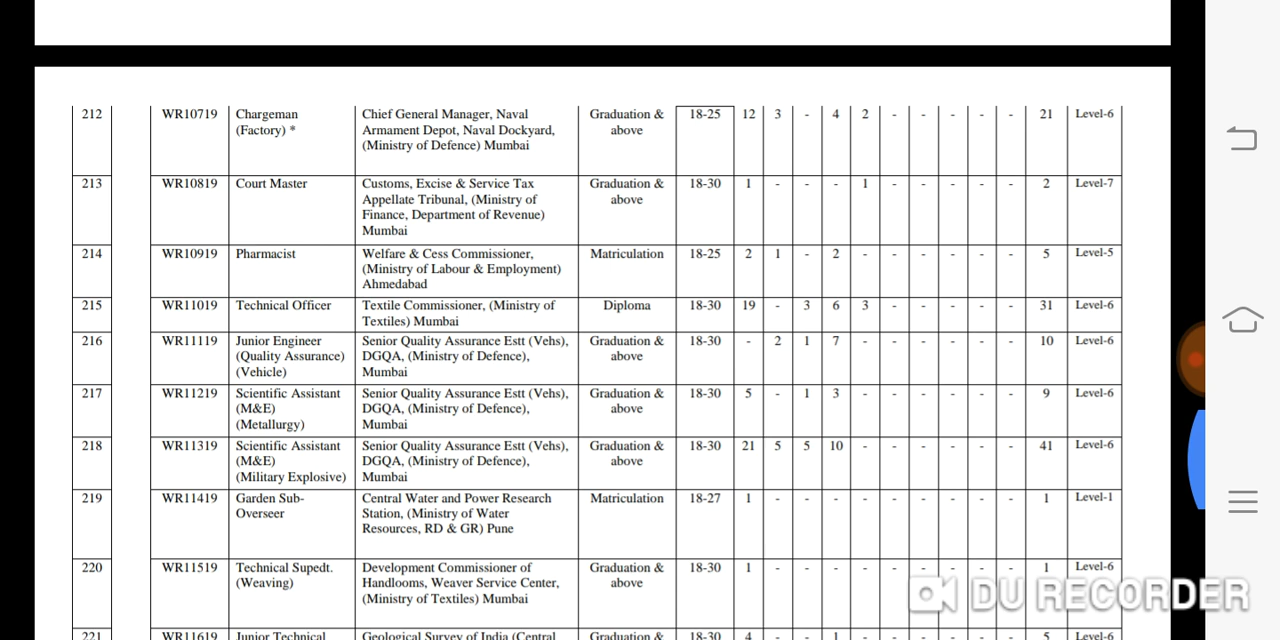 212 WR10719 Chargeman Chief General Manager, Naval Graduation & 18-25 12 3 - 4 2 - - - - - 21 Level-6
(Factory) * Armament Depot, Naval Dockyard, above
(Ministry of Defence) Mumbai
213 WR10819 Court Master Customs, Excise & Service Tax Graduation & 18-30 1 - - - 1 - - - - - 2 Level-7
Appellate Tribunal, (Ministry of above
Finance, Department of Revenue)
Mumbai
214 WR10919 Pharmacist Welfare & Cess Commissioner, Matriculation 18-25 2 1 - 2 - - - - - - 5 Level-5
(Ministry of Labour & Employment)
Ahmedabad
215 WR11019 Technical Officer Textile Commissioner, (Ministry of Diploma 18-30 19 - 3 6 3 - - - - - 31 Level-6
Textiles) Mumbai
216 WR11119 Junior Engineer Senior Quality Assurance Estt (Vehs), Graduation & 18-30 - 2 1 7 - - - - - - 10 Level-6
(Quality Assurance) DGQA, (Ministry of Defence), above
(Vehicle) Mumbai
217 WR11219 Scientific Assistant Senior Quality Assurance Estt (Vehs), Graduation & 18-30 5 - 1 3 - - - - - - 9 Level-6
(M&E) DGQA, (Ministry of Defence), above
(Metallurgy) Mumbai
218 WR11319 Scientific Assistant Senior Quality Assurance Estt (Vehs), Graduation & 18-30 21 5 5 10 - - - - - - 41 Level-6
(M&E) DGQA, (Ministry of Defence), above
(Military Explosive) Mumbai
219 WR11419 Garden Sub- Central Water and Power Research Matriculation 18-27 1 - - - - - - - - - 1 Level-1
Overseer Station, (Ministry of Water
Resources, RD & GR) Pune
220 WR11519 Technical Supedt. Development Commissioner of Graduation & 18-30 1 - - - - - - - - - 1 Level-6
(Weaving) Handlooms, Weaver Service Center, above
(Ministry of Textiles) Mumbai
DU RECORDER
221 WR11619 Junior Technical Geological Survey of India (Central Graduation & 18-30 4 - - 1 - - - - - - 5 Level-6